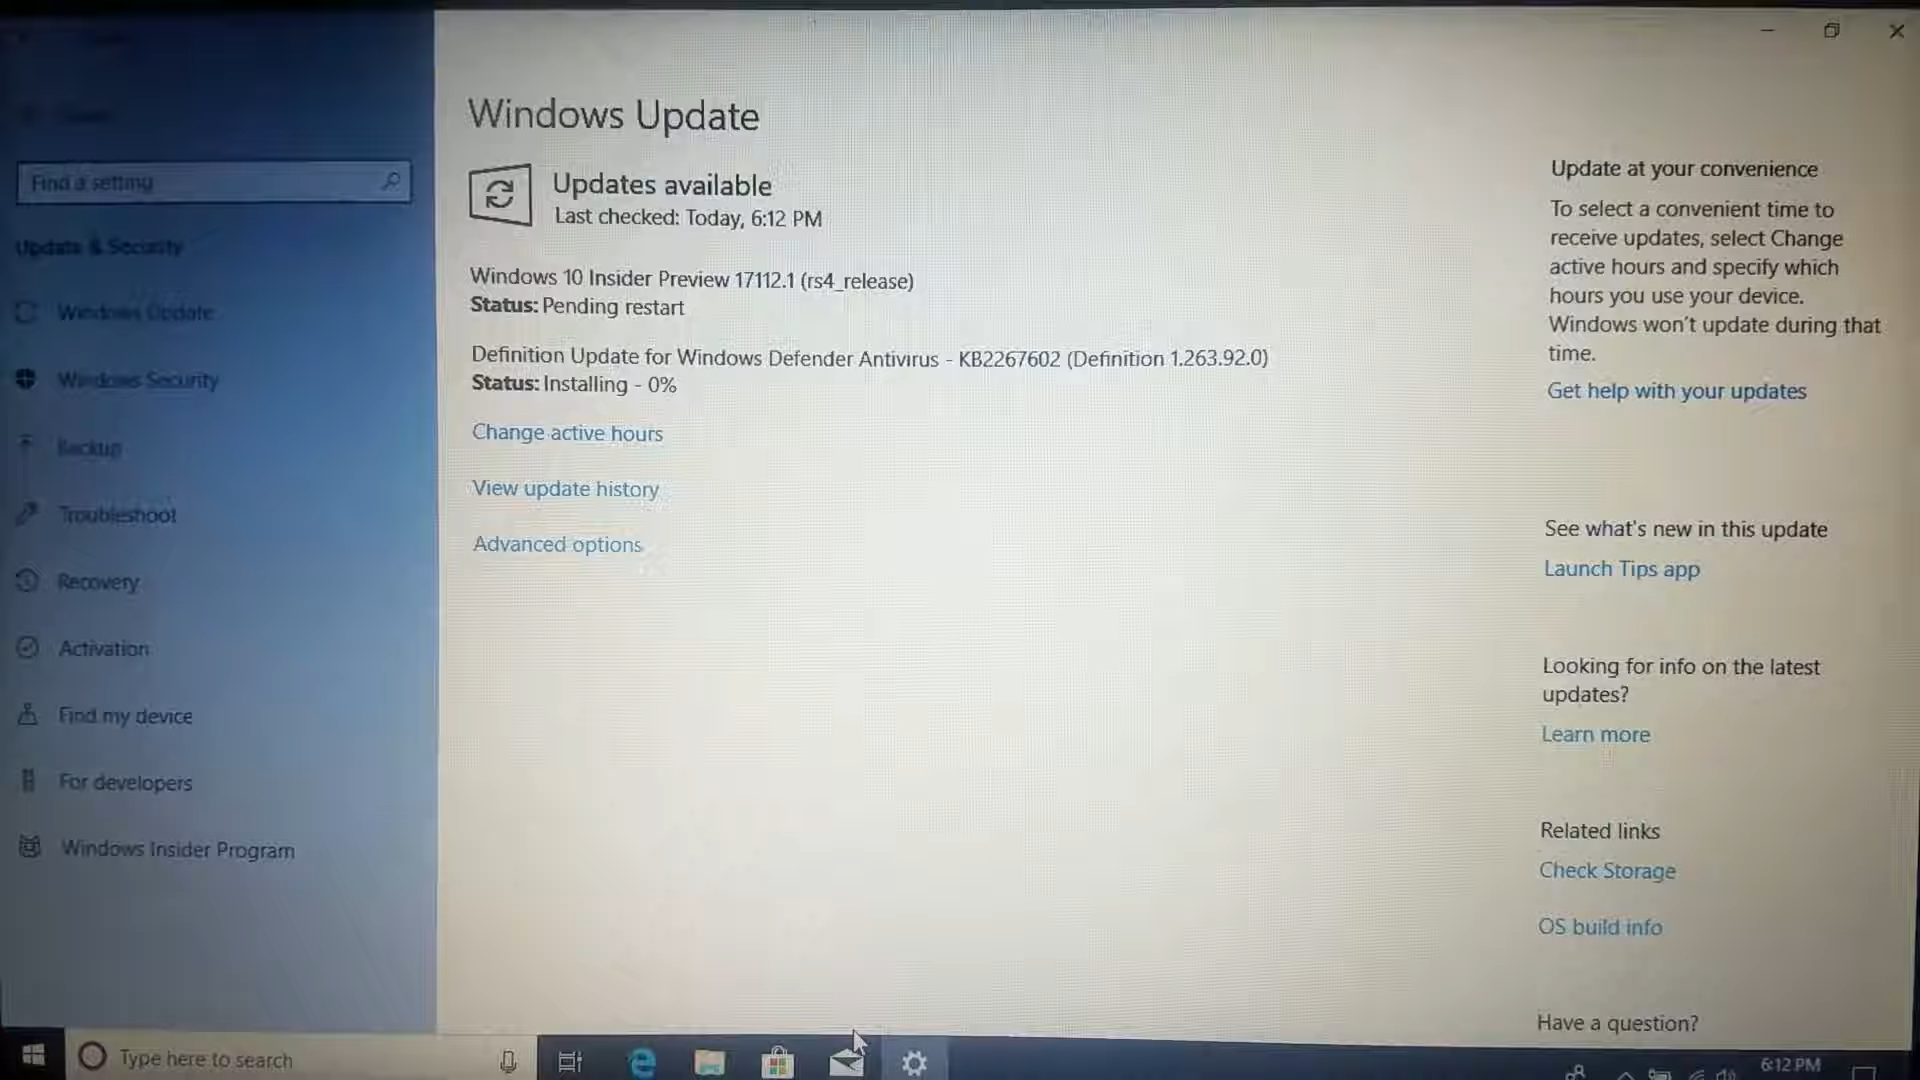 Find a setting
Update & Security
Windows Update
Windows Security
Backup
Troubleshoot
Recovery
Activation
Find my device
For developers
Windows Insider Program
Windows Update
Updates available
Last checked: Today, 6:12 PM
Windows 10 Insider Preview 17112.1 (rs4_release)
Status: Pending restart
Definition Update for Windows Defender Antivirus - KB2267602 (Definition 1.263.92.0)
Status: Installing - 0%
Change active hours
View update history
Advanced options
Update at your convenience
To select a convenient time to
receive updates, select Change
active hours and specify which
hours you use your device.
Windows won't update during that
time.
Get help with your updates
See what's new in this update
Launch Tips app
Looking for info on the latest
updates?
Learn more
Related links
Check Storage
OS build info
Have a question?
Type here to search
6:12 PM